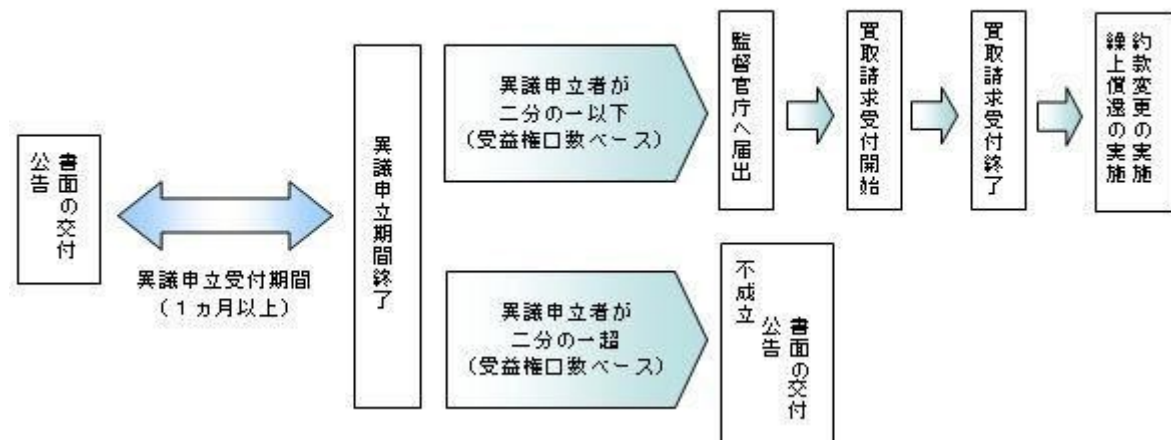 書面の交付
公告
異議申立受付期間
（１ヵ月以上）
異議申立期間終了
異議申立者が
二分の一以下
（受益権口数ベース）
監督官庁へ届出
買取請求受付開始
買取請求受付終了
約款変更の実施
繰上償還の実施
異議申立者が
二分の一超
（受益権口数ベース）
不成立
書面の交付
公告